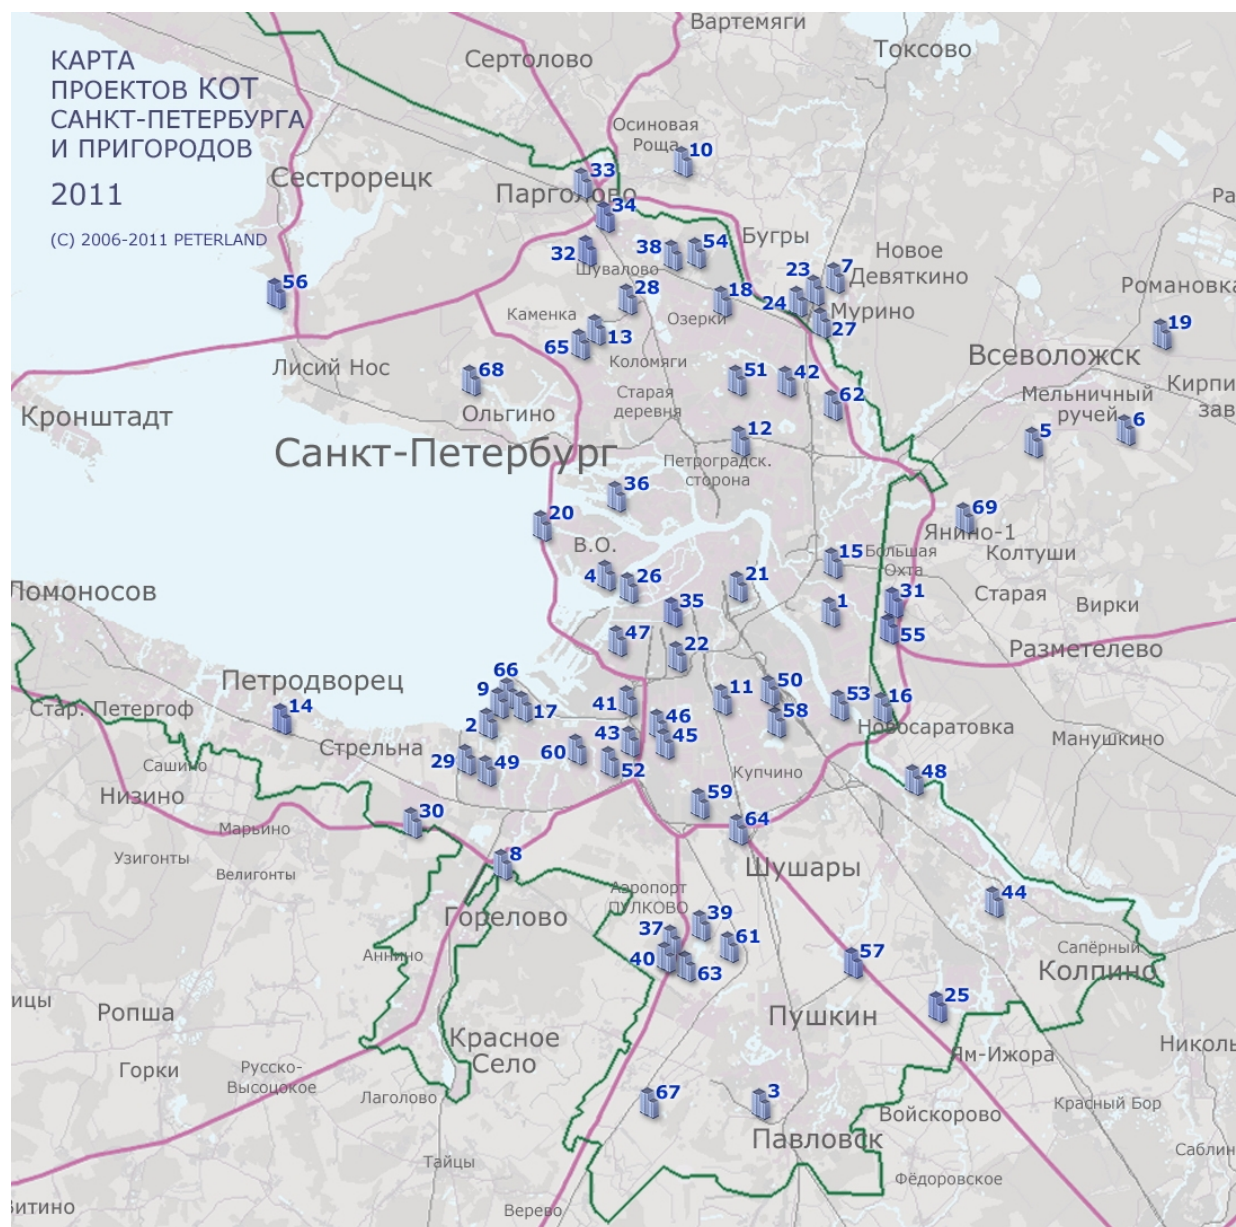 КАРТА
ПРОЕКТОВ КОТ
САНКТ-ПЕТЕРБУРГА
И ПРИГОРОДОВ
2011
(C) 2006-2011 PETERLAND
Вартемяги
Токсово
Сертолово
Осиновая
Роща
10
33
Сестрорецк
Парголово
34
38
54
Бугры
32
Шувалово
Новое
Девяткино
23
7
56
28
18
24
Мурино
27
Романовка
19
Каменка
13
Озерки
65
Коломяги
Всеволожск
Лисий Нос
68
51
42
Мельничный
ручей
Ольгино
Старая
деревня
62
Кронштадт
Санкт-Петербург
12
5
6
Петроградск.
сторона
36
20
69
Янино-1
В.О.
15
Большая
Охта
Колтуши
4
26
21
Ломоносов
35
1
31
Старая
Вирки
47
55
22
Разметелево
Петродворец
66
9
50
11
53
16
41
17
14
Стар. Петергоф
2
46
58
Новосаратовка
43
45
Манушкино
Стрельна
60
29
49
52
Сашино
Купчино
48
Низино
59
30
Марьино
64
Узигонты
8
Велигонты
Шушары
Аэропорт
ПУЛКОВО
44
Горелово
39
37
61
Аннино
40
63
57
Сапёрный
Колпино
25
Ропша
Пушкин
Красное
Село
Ям-Ижора
Горки
Русско-
Высоцкое
Лаголово
67
3
Войскорово
Красный Бор
Павловск
Тайцы
Фёдоровское
Верево